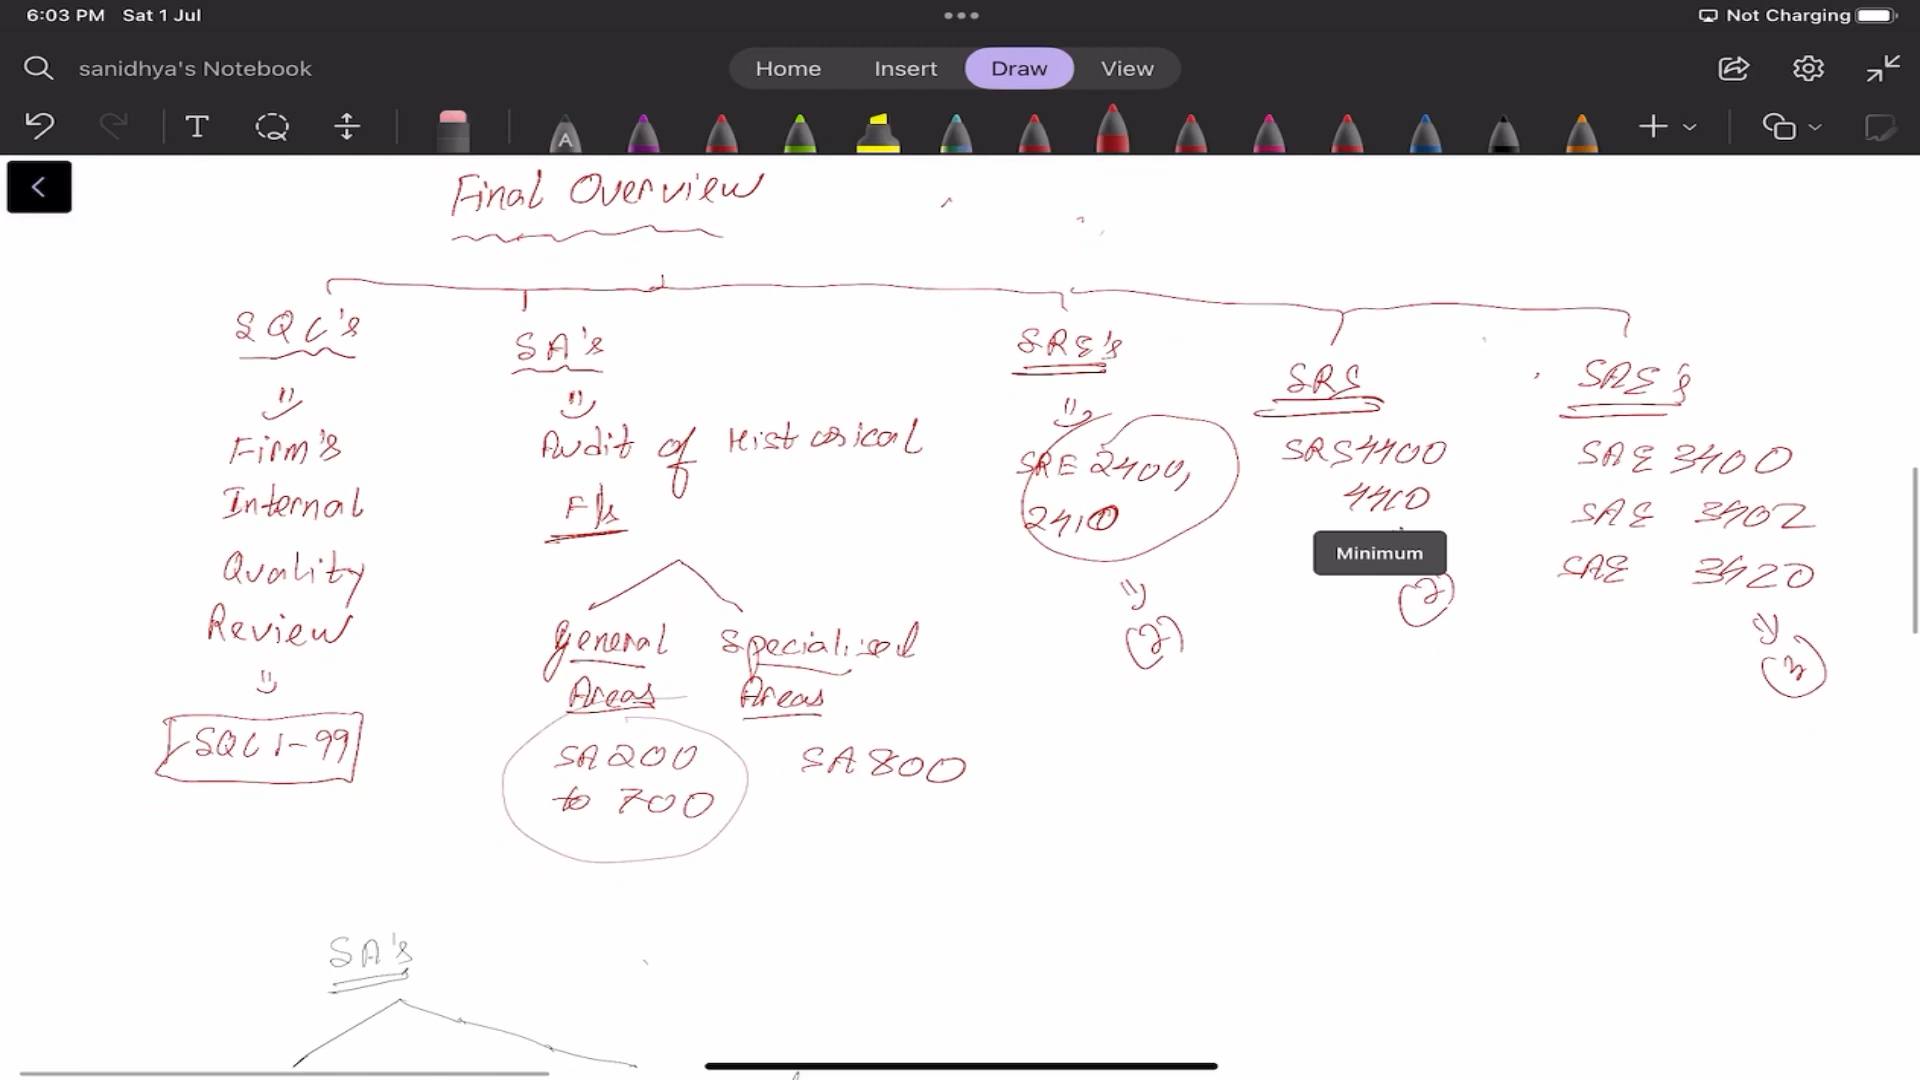 6:03 PM Sat 1 Jul
Not Charging
sanidhya's Notebook
Home Insert Draw View
T
A
Final Overview
SQC's
SA's
SRE's
SRS
SAE's
Firm's
Internal
Quality
Review
SQC 1-99
Audit of Historical
F/s
General
Areas
Specialised
Areas
SA 200
to 700
SA 800
SRE 2400,
2410
(2)
SRS 4400
4410
Minimum
(2)
SAE 3400
SAE 3402
SAE 3420
(3)
SA's